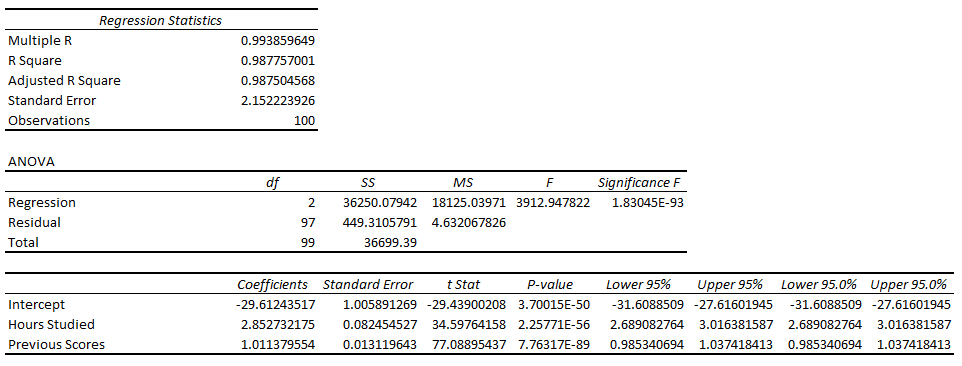 Regression Statistics
Multiple R 0.993859649
R Square 0.987757001
Adjusted R Square 0.987504568
Standard Error 2.152223926
Observations 100
ANOVA
df SS MS F Significance F
Regression 2 36250.07942 18125.03971 3912.947822 1.83045E-93
Residual 97 449.3105791 4.632067826
Total 99 36699.39
Coefficients Standard Error t Stat P-value Lower 95% Upper 95% Lower 95.0% Upper 95.0%
Intercept -29.61243517 1.005891269 -29.43900208 3.70015E-50 -31.6088509 -27.61601945 -31.6088509 -27.61601945
Hours Studied 2.852732175 0.082454527 34.59764158 2.25771E-56 2.689082764 3.016381587 2.689082764 3.016381587
Previous Scores 1.011379554 0.013119643 77.08895437 7.76317E-89 0.985340694 1.037418413 0.985340694 1.037418413